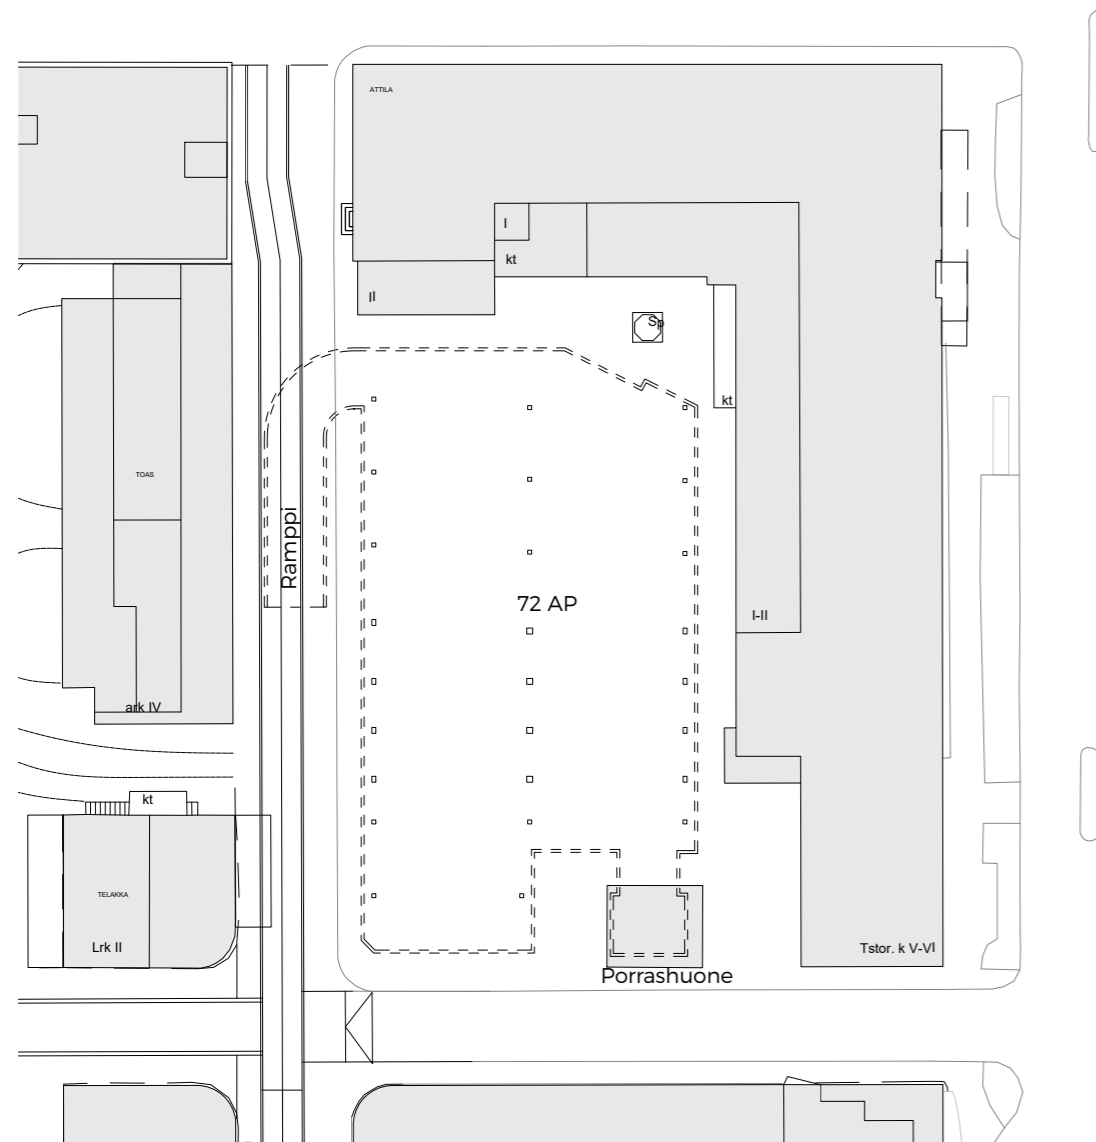 ATTILA
I
kt
II
Sp
kt
TOAS
Ramppi
72 AP
I-II
ark IV
kt
TELAKKA
Lrk II
Tstor. k V-VI
Porrashuone